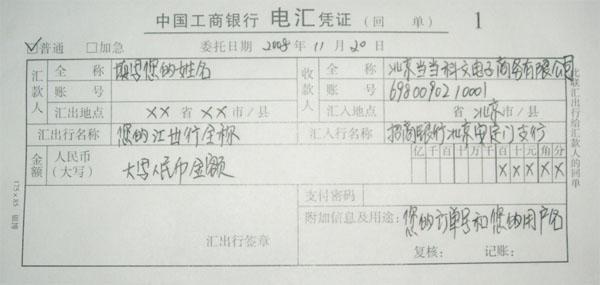 中国工商银行 电汇凭证（回 单） 1
☑普通 □加急 委托日期 2008 年 11 月 20 日
汇款人 全称 填写您的姓名 收款人 全称 北京当当科文电子商务有限公司
账号 账号 698009021 0001
汇出地点 ××省××市/县 汇入地点 省 北京 市/县
汇出行名称 您的汇出行全称 汇入行名称 招商银行北京安定门支行
金额 人民币（大写） 大写人民币金额 亿千百十万千百十元角分
×××××
支付密码
附加信息及用途: 您的订单号和您的用户名
汇出行签章 复核: 记账:
此联汇出行给汇款人的回单
175×85